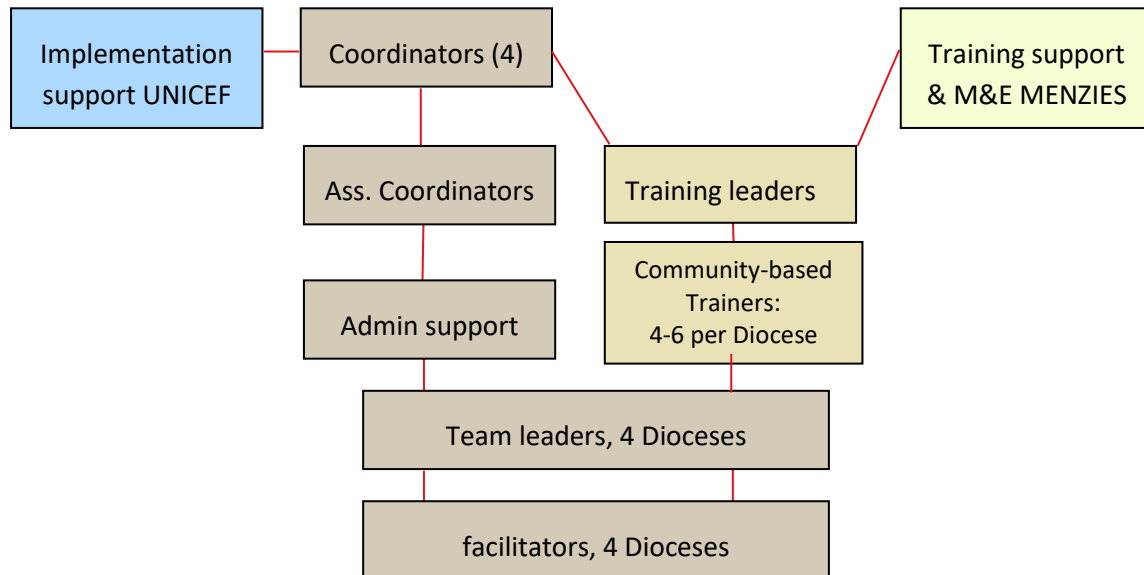 Implementation
support UNICEF
Coordinators (4)
Training support
& M&E MENZIES
Ass. Coordinators
Training leaders
Admin support
Community-based
Trainers:
4-6 per Diocese
Team leaders, 4 Dioceses
facilitators, 4 Dioceses